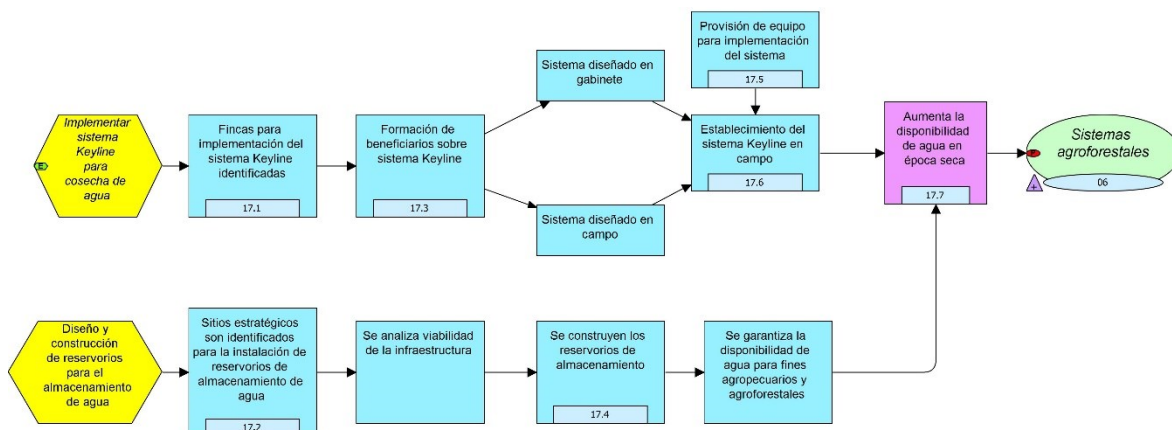 Implementar
sistema
Keyline
para
cosecha de
agua
E
Fincas para
implementación del
sistema Keyline
identificadas
17.1
Formación de
beneficiarios sobre
sistema Keyline
17.3
Sistema diseñado en
gabinete
Sistema diseñado en
campo
Provisión de equipo
para implementación
del sistema
17.5
Establecimiento del
sistema Keyline en
campo
17.6
Aumenta la
disponibilidad
de agua en
época seca
17.7
Sistemas
agroforestales
06
+
Diseño y
construcción
de reservorios
para el
almacenamiento
de agua
Sitios estratégicos
son identificados
para la instalación de
reservorios de
almacenamiento de
agua
17.2
Se analiza viabilidad
de la infraestructura
Se construyen los
reservorios de
almacenamiento
17.4
Se garantiza la
disponibilidad de
agua para fines
agropecuarios y
agroforestales